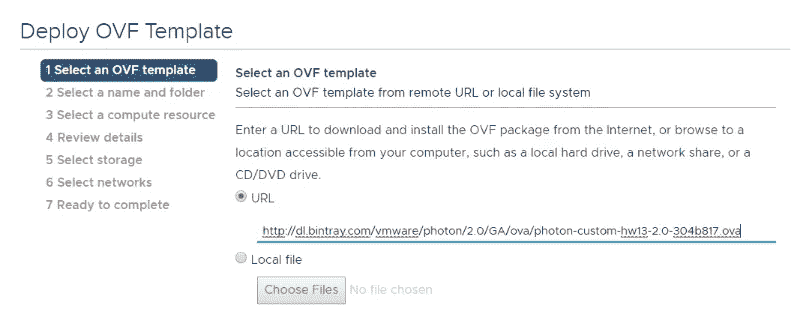 Deploy OVF Template
1 Select an OVF template
2 Select a name and folder
3 Select a compute resource
4 Review details
5 Select storage
6 Select networks
7 Ready to complete
Select an OVF template
Select an OVF template from remote URL or local file system
Enter a URL to download and install the OVF package from the Internet, or browse to a
location accessible from your computer, such as a local hard drive, a network share, or a
CD/DVD drive.
URL
http://dl.bintray.com/vmware/photon/2.0/GA/ova/photon-custom-hw13-2.0-304b817.ova
Local file
Choose Files No file chosen